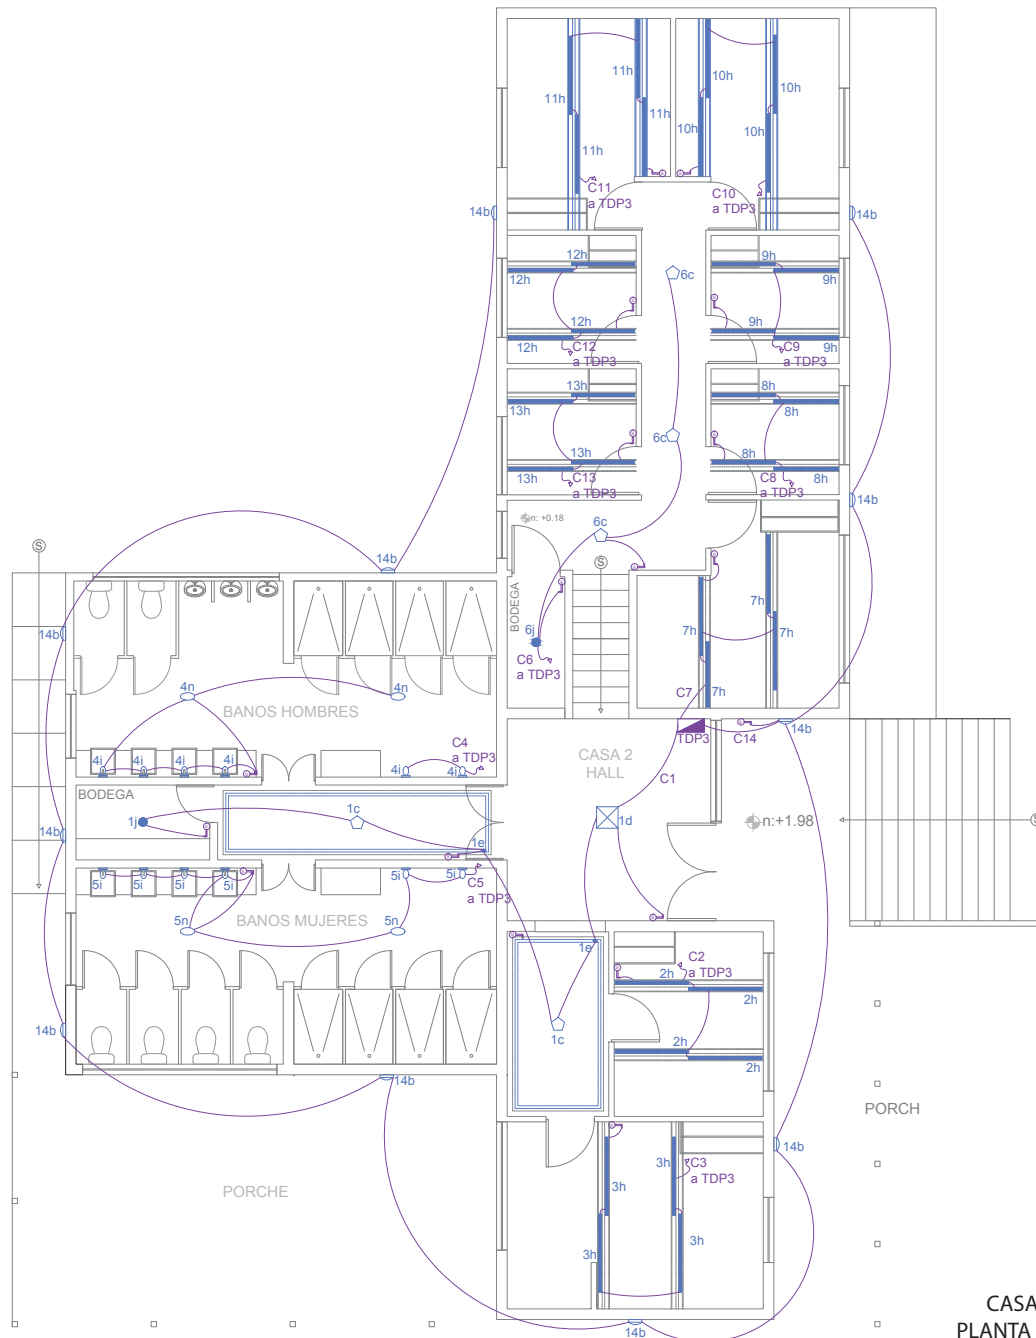 11h
11h
11h
11h
C11
a TDP3
10h
10h
10h
10h
C10
a TDP3
14b
14b
12h
12h
12h
12h
C12
a TDP3
6c
9h
9h
9h
9h
C9
a TDP3
13h
13h
13h
13h
C13
a TDP3
6c
8h
8h
8h
8h
C8
a TDP3
14b
n: +0.18
6c
S
S
14b
BODEGA
6j
C6
a TDP3
7h
7h
7h
7h
C7
14b
4n
4n
BANOS HOMBRES
4i
4i
4i
4i
4i
4i
C4
a TDP3
CASA 2
HALL
TDP3
C14
14b
C1
BODEGA
1j
1c
1e
1d
n:+1.98
S
14b
5i
5i
5i
5i
5i
5i
C5
a TDP3
BANOS MUJERES
5n
5n
1e
C2
a TDP3
2h
2h
2h
2h
1c
14b
14b
PORCH
14b
PORCHE
C3
a TDP3
3h
3h
3h
3h
14b
CASA
PLANTA